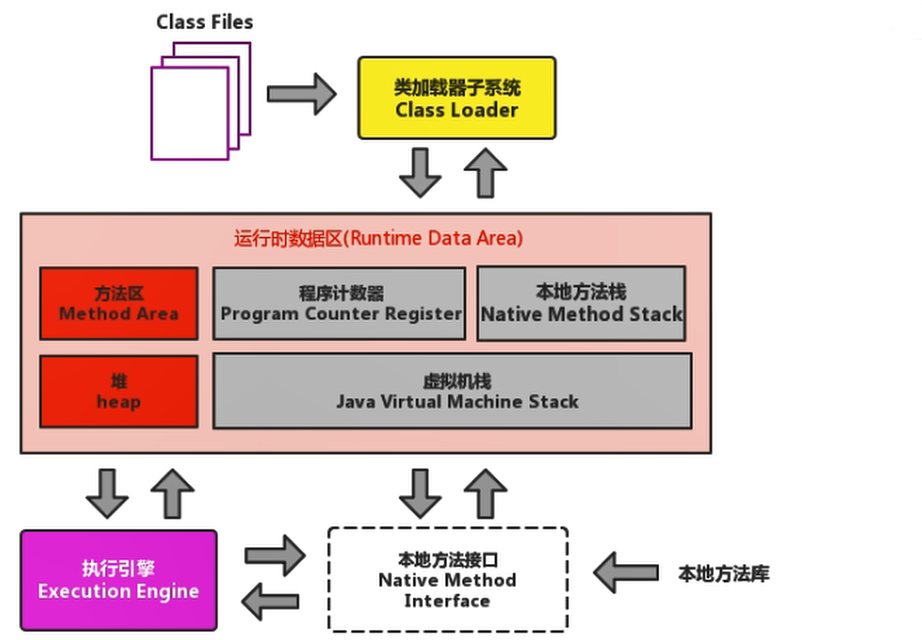 Class Files
类加载器子系统
Class Loader
运行时数据区(Runtime Data Area)
方法区
Method Area
程序计数器
Program Counter Register
本地方法栈
Native Method Stack
堆
heap
虚拟机栈
Java Virtual Machine Stack
执行引擎
Execution Engine
本地方法接口
Native Method
Interface
本地方法库